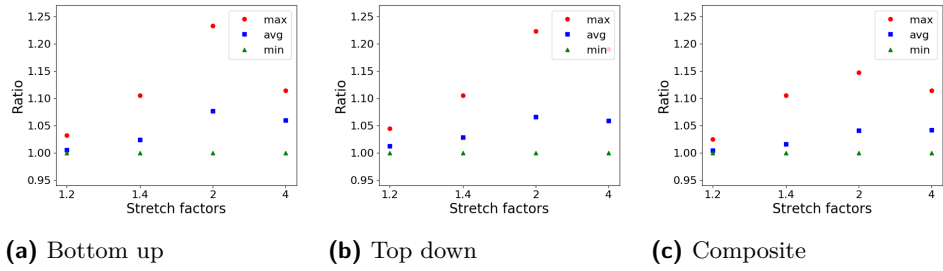 1.25
1.20
1.15
1.10
1.05
1.00
0.95
Ratio
max
avg
min
1.2 1.4 2 4
Stretch factors
(a) Bottom up
1.25
1.20
1.15
1.10
1.05
1.00
0.95
Ratio
max
avg
min
1.2 1.4 2 4
Stretch factors
(b) Top down
1.25
1.20
1.15
1.10
1.05
1.00
0.95
Ratio
max
avg
min
1.2 1.4 2 4
Stretch factors
(c) Composite